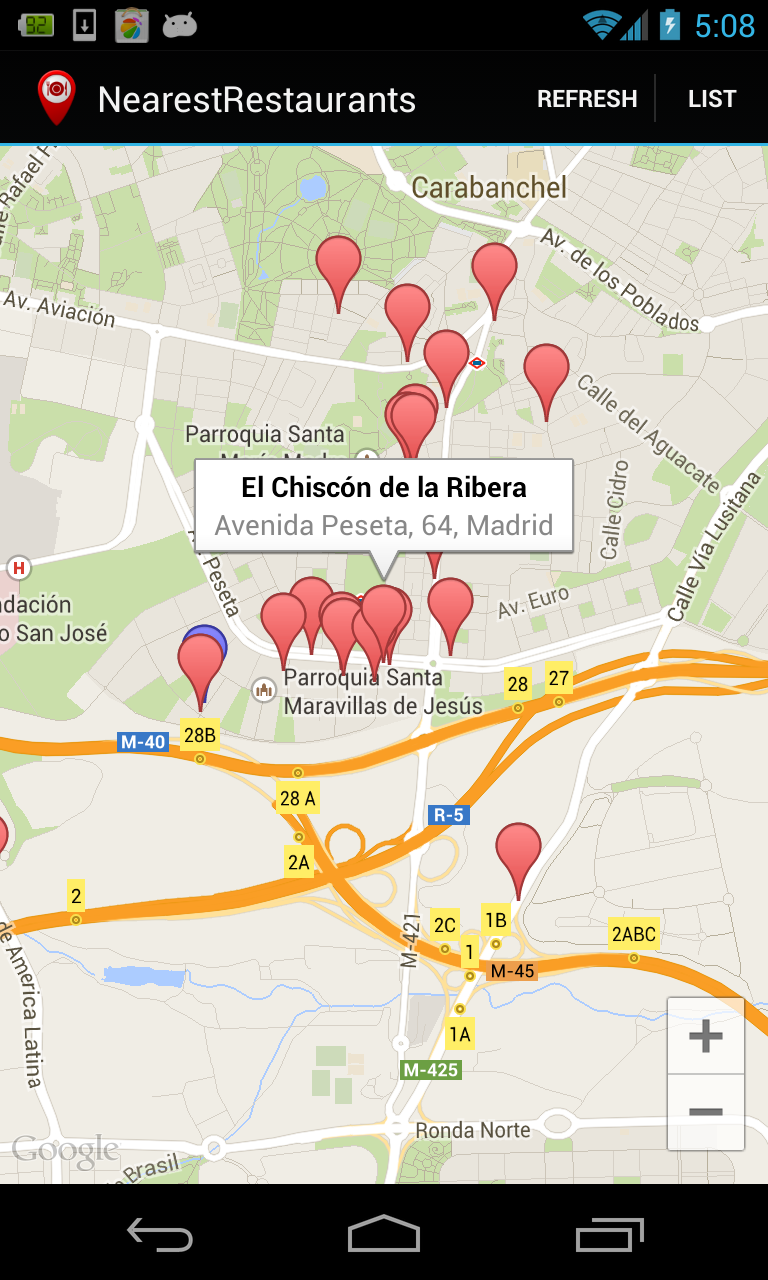 92
5:08
NearestRestaurants
REFRESH
LIST
Carabanchel
Av. de los Poblados
Av. Aviación
Calle del Aguacate
Parroquia Santa
El Chiscón de la Ribera
Avenida Peseta, 64, Madrid
Calle Cidro
Calle Vía Lusitana
Peseta
H
Av. Euro
o San José
Parroquia Santa
Maravillas de Jesús
28
27
28B
M-40
28 A
R-5
2A
2
2C
1B
2ABC
M-421
1
M-45
de America Latina
1A
M-425
Ronda Norte
Google
Brasil